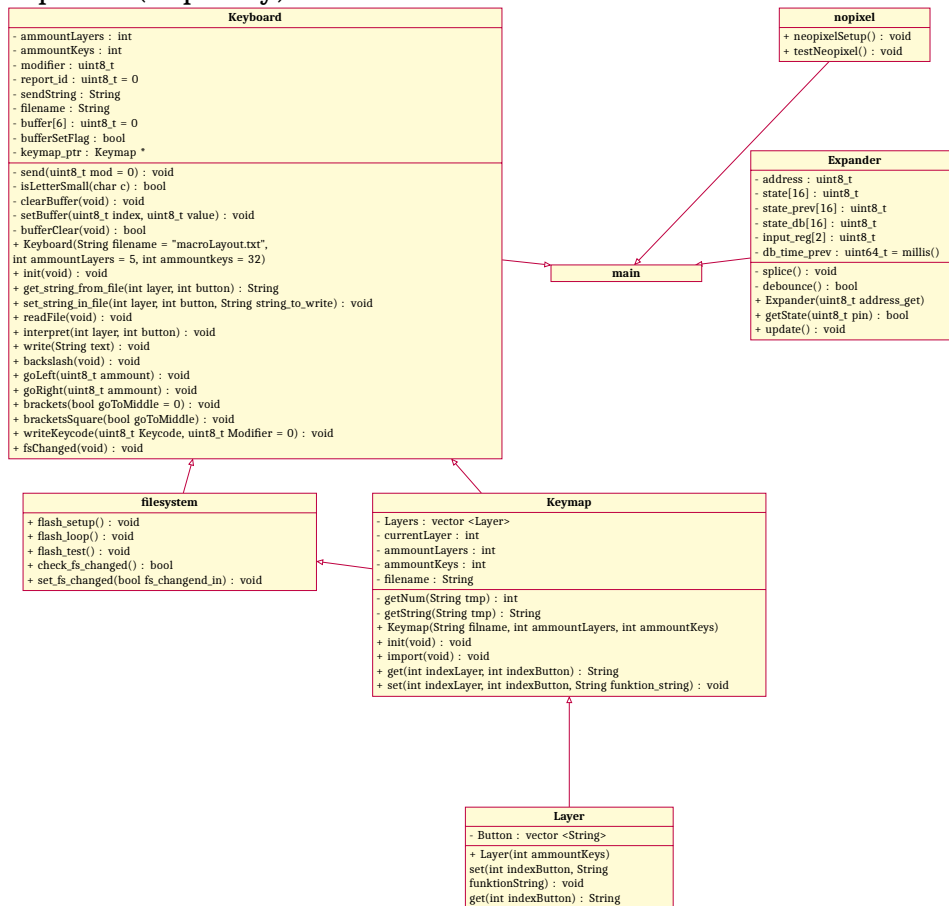 Keyboard
- ammountLayers : int
- ammountKeys : int
- modifier : uint8_t
- report_id : uint8_t = 0
- sendString : String
- filename : String
- buffer[6] : uint8_t = 0
- bufferSetFlag : bool
- keymap_ptr : Keymap *
- send(uint8_t mod = 0) : void
- isLetterSmall(char c) : bool
- clearBuffer(void) : void
- setBuffer(uint8_t index, uint8_t value) : void
- bufferClear(void) : bool
+ Keyboard(String filename = "macroLayout.txt",
int ammountLayers = 5, int ammountkeys = 32)
+ init(void) : void
+ get_string_from_file(int layer, int button) : String
+ set_string_in_file(int layer, int button, String string_to_write) : void
+ readFile(void) : void
+ interpret(int layer, int button) : void
+ write(String text) : void
+ backslash(void) : void
+ goLeft(uint8_t ammount) : void
+ goRight(uint8_t ammount) : void
+ brackets(bool goToMiddle = 0) : void
+ bracketsSquare(bool goToMiddle) : void
+ writeKeycode(uint8_t Keycode, uint8_t Modifier = 0) : void
+ fsChanged(void) : void
nopixel
+ neopixelSetup() : void
+ testNeopixel() : void
Expander
- address : uint8_t
- state[16] : uint8_t
- state_prev[16] : uint8_t
- state_db[16] : uint8_t
- input_reg[2] : uint8_t
- db_time_prev : uint64_t = millis()
- splice() : void
- debounce() : bool
+ Expander(uint8_t address_get)
+ getState(uint8_t pin) : bool
+ update() : void
main
filesystem
+ flash_setup() : void
+ flash_loop() : void
+ flash_test() : void
+ check_fs_changed() : bool
+ set_fs_changed(bool fs_changend_in) : void
Keymap
- Layers : vector <Layer>
- currentLayer : int
- ammountLayers : int
- ammountKeys : int
- filename : String
- getNum(String tmp) : int
- getString(String tmp) : String
+ Keymap(String filname, int ammountLayers, int ammountKeys)
+ init(void) : void
+ import(void) : void
+ get(int indexLayer, int indexButton) : String
+ set(int indexLayer, int indexButton, String funktion_string) : void
Layer
- Button : vector <String>
+ Layer(int ammountKeys)
set(int indexButton, String
funktionString) : void
get(int indexButton) : String